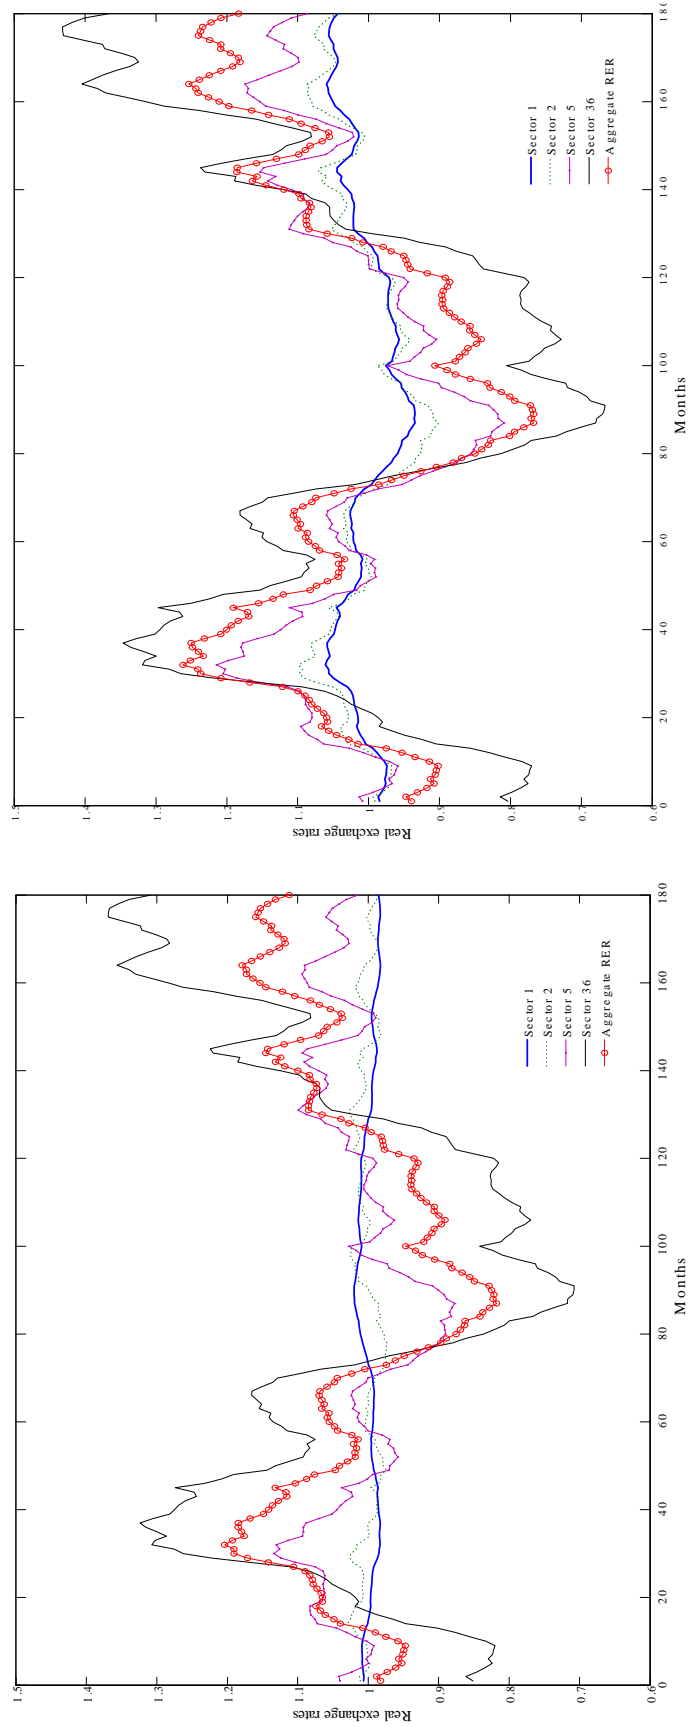 Real exchange rates
1.5
1.4
1.3
1.2
1.1
1
0.9
0.8
0.7
0.6
0 20 40 60 80 100 120 140 160 180
Months
Sector 1
Sector 2
Sector 5
Sector 36
Aggregate RER
Real exchange rates
1.5
1.4
1.3
1.2
1.1
1
0.9
0.8
0.7
0.6
0 20 40 60 80 100 120 140 160 180
Months
Sector 1
Sector 2
Sector 5
Sector 36
Aggregate RER